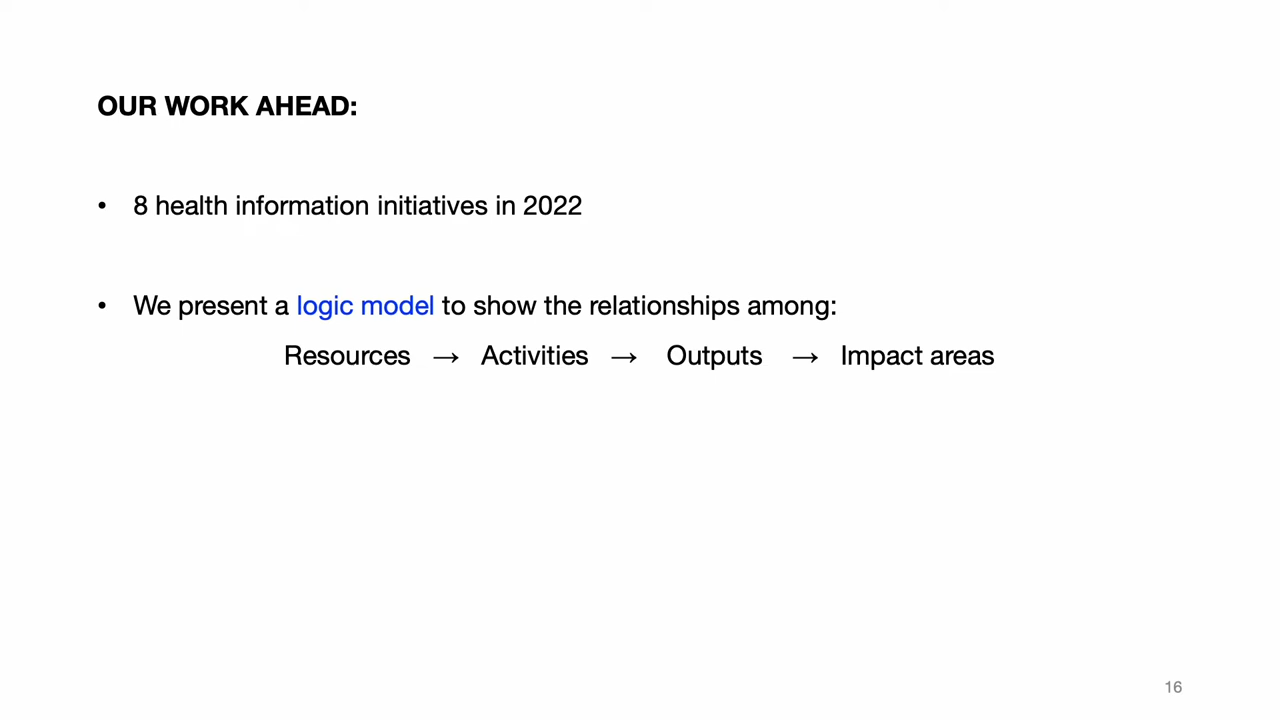 OUR WORK AHEAD:
• 8 health information initiatives in 2022
• We present a logic model to show the relationships among:
Resources → Activities → Outputs → Impact areas
16